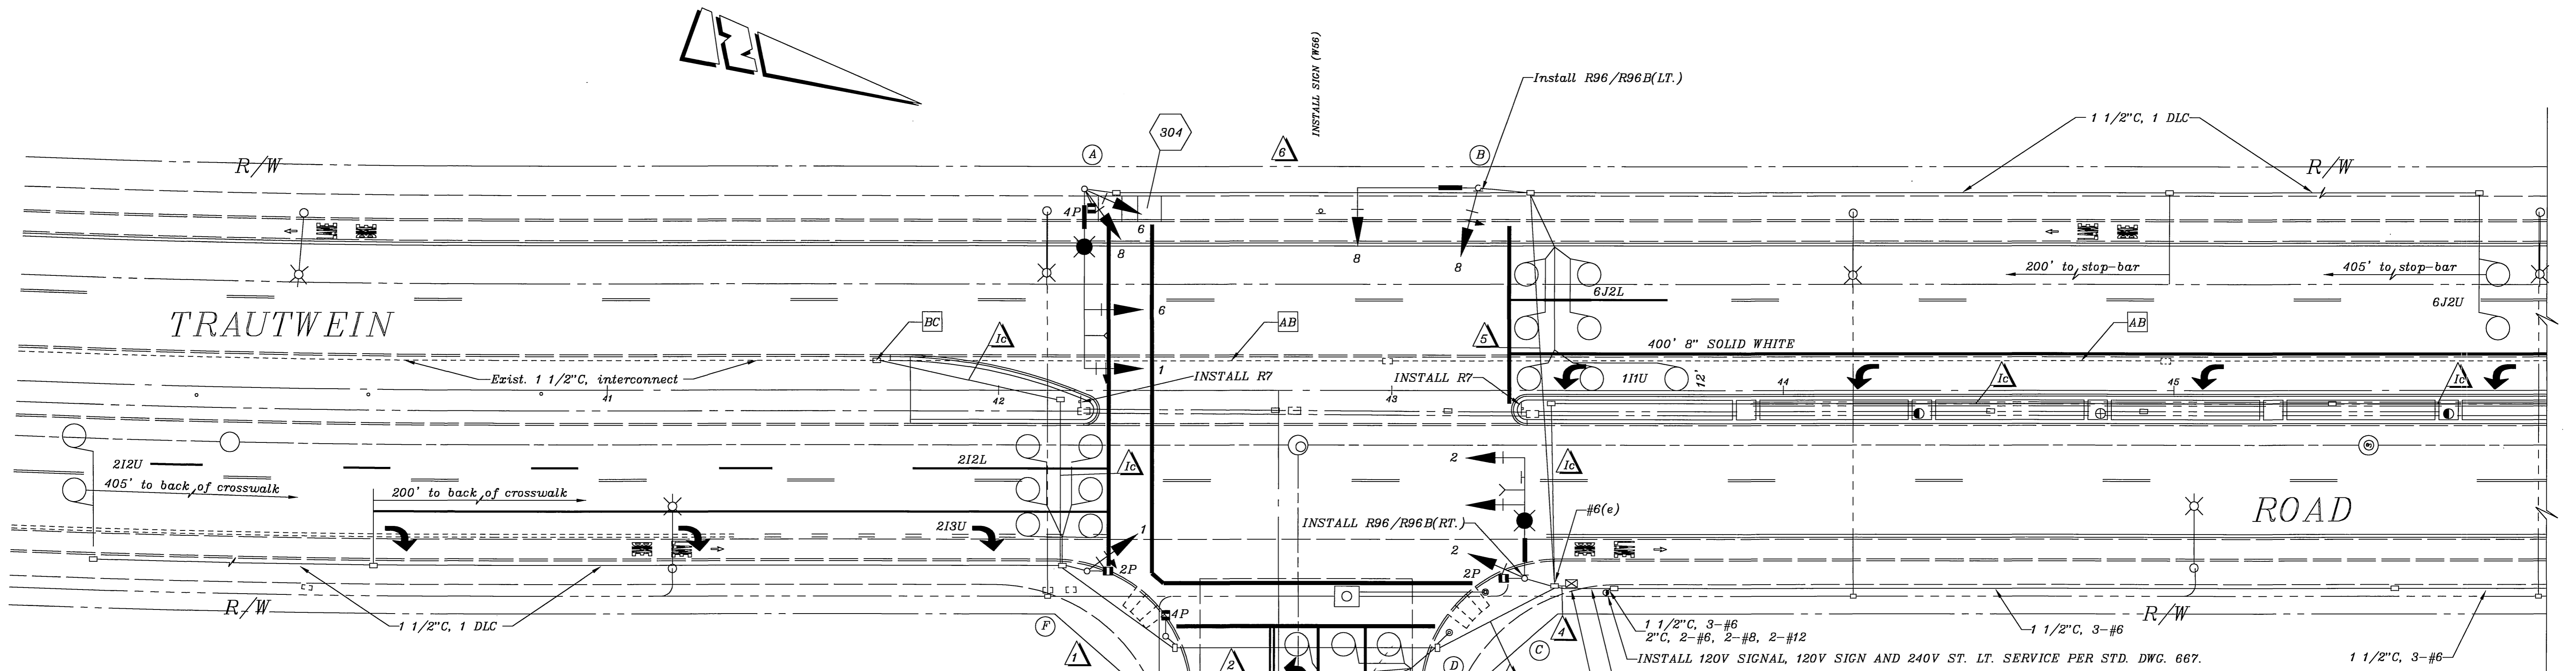 INSTALL SIGN (W56)
Install R96/R96B(LT.)
304
1 1/2"C, 1 DLC
A
6
B
R/W
R/W
4P
6
8
8
8
200' to stop-bar
405' to stop-bar
6J2L
6J2U
TRAUTWEIN
BC
Ic
6
AB
5
AB
400' 8" SOLID WHITE
Exist. 1 1/2"C, interconnect
1
INSTALL R7
INSTALL R7
1I1U
12'
Ic
Ic
41
42
43
44
45
2I2U
2I2L
Ic
2
Ic
405' to back of crosswalk
200' to back of crosswalk
#6(e)
ROAD
2I3U
1
INSTALL R96/R96B(RT.)
2
2P
2P
R/W
4P
R/W
1 1/2"C, 1 DLC
F
1
2
D
C
4
1 1/2"C, 3-#6
2"C, 2-#6, 2-#8, 2-#12
1 1/2"C, 3-#6
INSTALL 120V SIGNAL, 120V SIGN AND 240V ST. LT. SERVICE PER STD. DWG. 667.
1 1/2"C, 3-#6